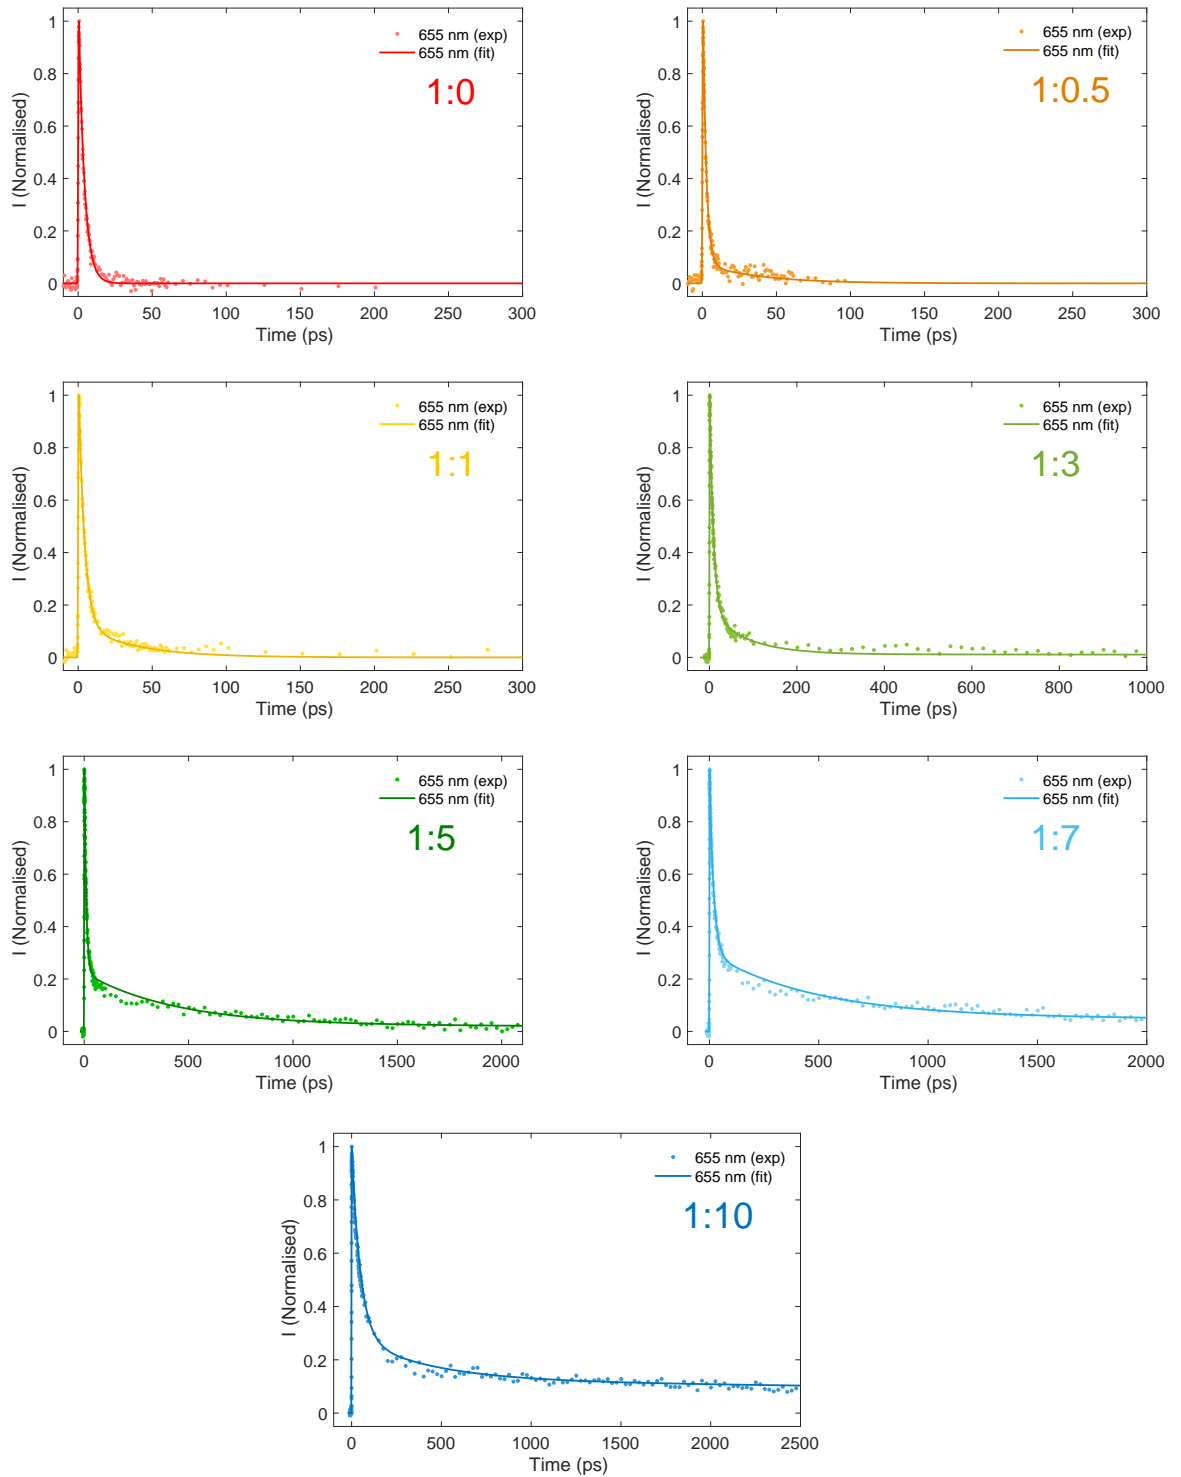 1
0.8
0.6
0.4
0.2
0
I (Normalised)
655 nm (exp)
655 nm (fit)
1:0
0 50 100 150 200 250 300
Time (ps)
1
0.8
0.6
0.4
0.2
0
I (Normalised)
655 nm (exp)
655 nm (fit)
1:0.5
0 50 100 150 200 250 300
Time (ps)
1
0.8
0.6
0.4
0.2
0
I (Normalised)
655 nm (exp)
655 nm (fit)
1:1
0 50 100 150 200 250 300
Time (ps)
1
0.8
0.6
0.4
0.2
0
I (Normalised)
655 nm (exp)
655 nm (fit)
1:3
0 200 400 600 800 1000
Time (ps)
1
0.8
0.6
0.4
0.2
0
I (Normalised)
655 nm (exp)
655 nm (fit)
1:5
0 500 1000 1500 2000
Time (ps)
1
0.8
0.6
0.4
0.2
0
I (Normalised)
655 nm (exp)
655 nm (fit)
1:7
0 500 1000 1500 2000
Time (ps)
1
0.8
0.6
0.4
0.2
0
I (Normalised)
655 nm (exp)
655 nm (fit)
1:10
0 500 1000 1500 2000 2500
Time (ps)